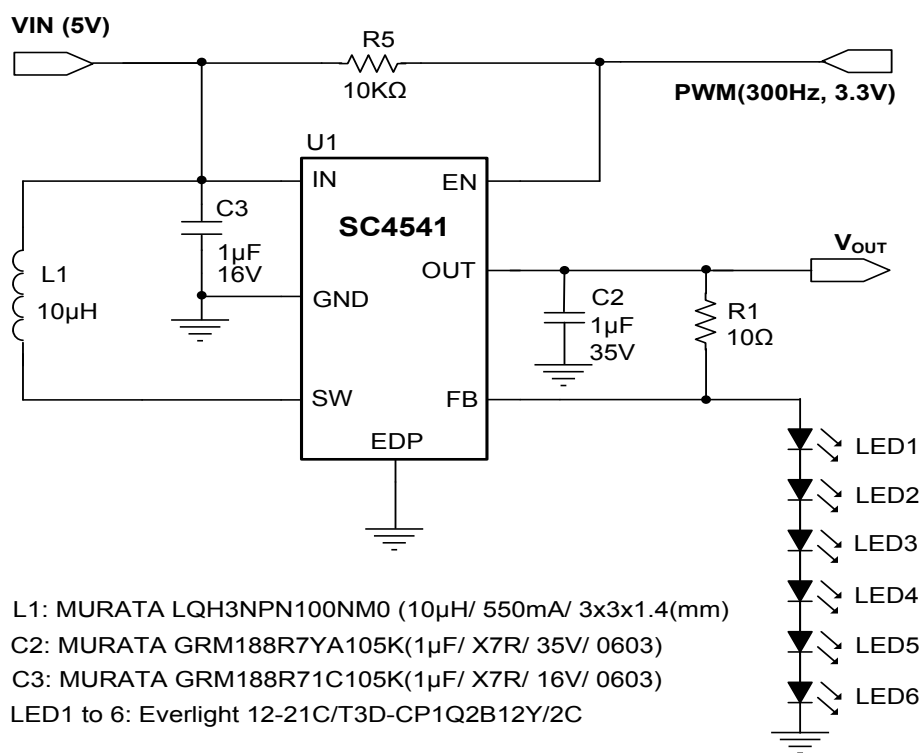 VIN (5V)
R5
10KΩ
PWM(300Hz, 3.3V)
U1
IN
EN
C3
1µF
16V
SC4541
L1
10µH
OUT
VOUT
GND
C2
1µF
35V
R1
10Ω
SW
FB
EDP
LED1
LED2
LED3
LED4
LED5
LED6
L1: MURATA LQH3NPN100NM0 (10µH/ 550mA/ 3x3x1.4(mm)
C2: MURATA GRM188R7YA105K(1µF/ X7R/ 35V/ 0603)
C3: MURATA GRM188R71C105K(1µF/ X7R/ 16V/ 0603)
LED1 to 6: Everlight 12-21C/T3D-CP1Q2B12Y/2C